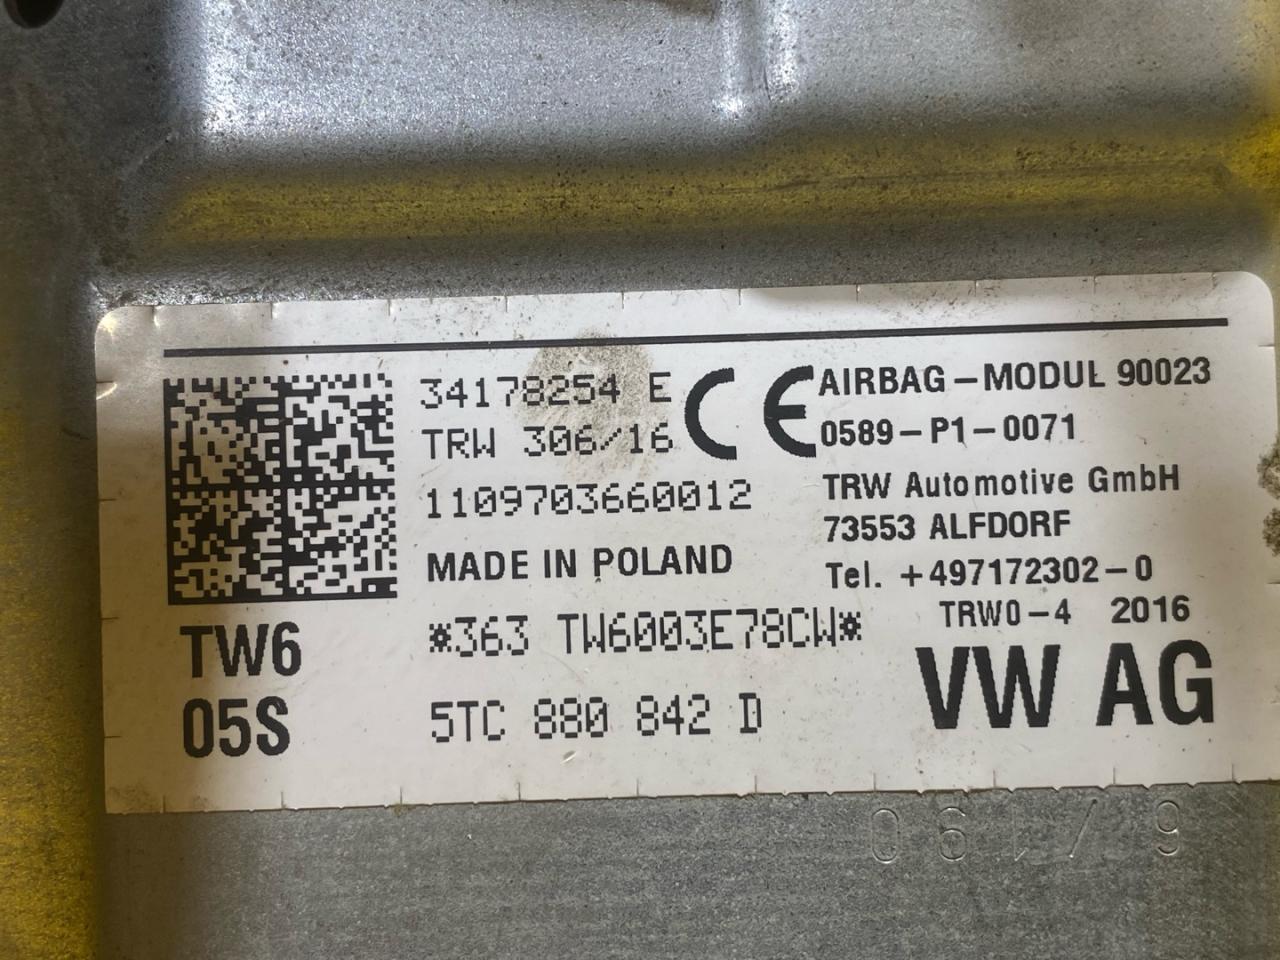 34178254 E
TRW 306/16
1109703660012
MADE IN POLAND
*363 TW6003E78CW*
5TC 880 842 D
TW6
05S
CE
AIRBAG-MODUL 90023
0589-P1-0071
TRW Automotive GmbH
73553 ALFDORF
Tel. +497172302-0
TRW0-4 2016
VW AG